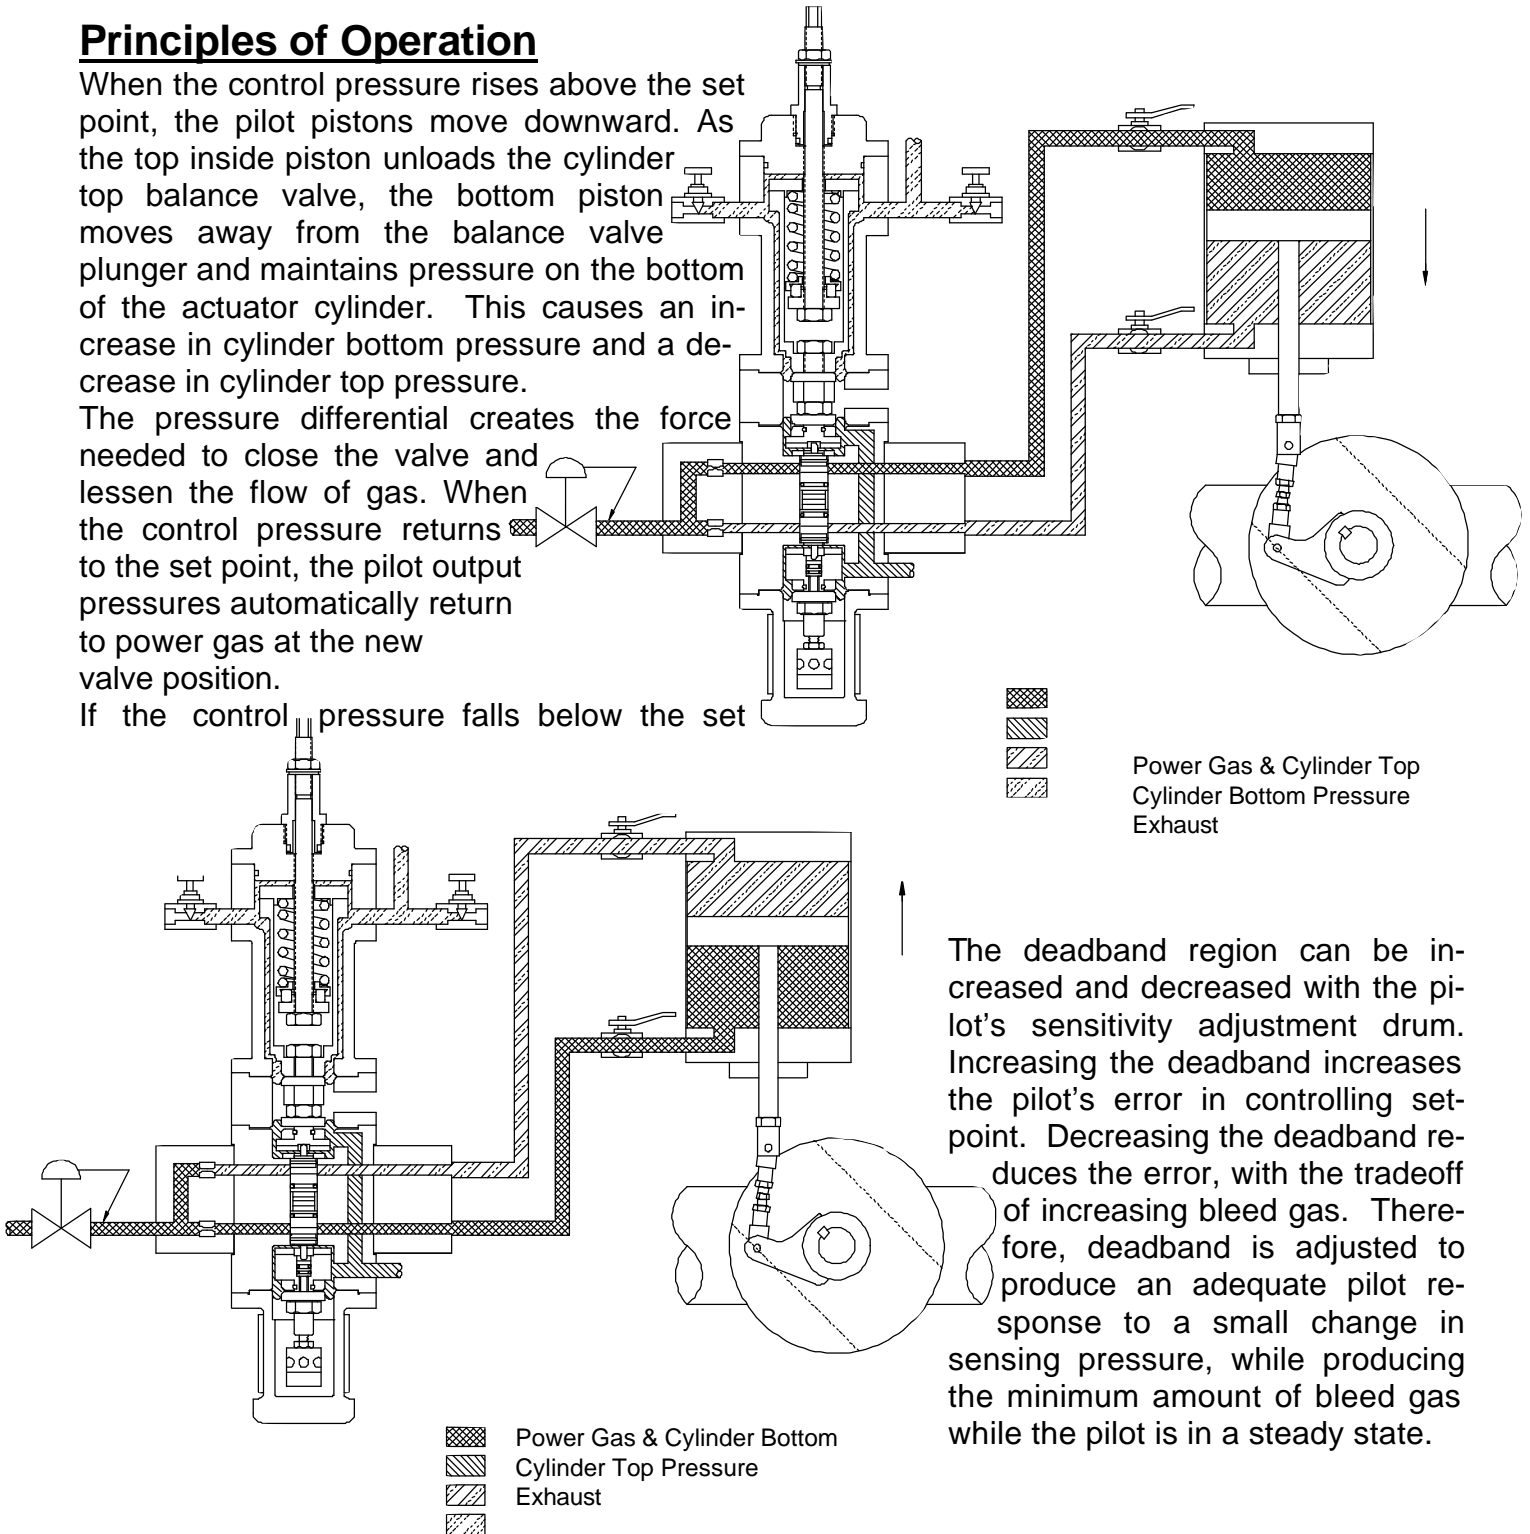 Principles of Operation
When the control pressure rises above the set
point, the pilot pistons move downward. As
the top inside piston unloads the cylinder
top balance valve, the bottom piston
moves away from the balance valve
plunger and maintains pressure on the bottom
of the actuator cylinder. This causes an in-
crease in cylinder bottom pressure and a de-
crease in cylinder top pressure.
The pressure differential creates the force
needed to close the valve and
lessen the flow of gas. When
the control pressure returns
to the set point, the pilot output
pressures automatically return
to power gas at the new
valve position.
If the control pressure falls below the set
Power Gas & Cylinder Top
Cylinder Bottom Pressure
Exhaust
The deadband region can be in-
creased and decreased with the pi-
lot's sensitivity adjustment drum.
Increasing the deadband increases
the pilot's error in controlling set-
point. Decreasing the deadband re-
duces the error, with the tradeoff
of increasing bleed gas. There-
fore, deadband is adjusted to
produce an adequate pilot re-
sponse to a small change in
sensing pressure, while producing
the minimum amount of bleed gas
while the pilot is in a steady state.
Power Gas & Cylinder Bottom
Cylinder Top Pressure
Exhaust